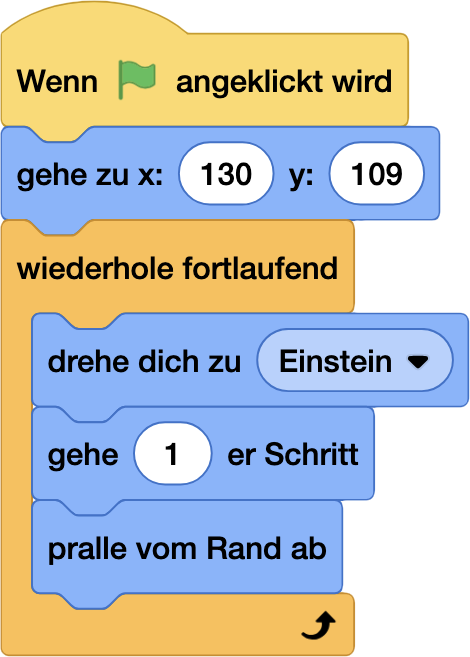 Wenn angeklickt wird
gehe zu x: 130 y: 109
wiederhole fortlaufend
drehe dich zu Einstein
gehe 1 er Schritt
pralle vom Rand ab